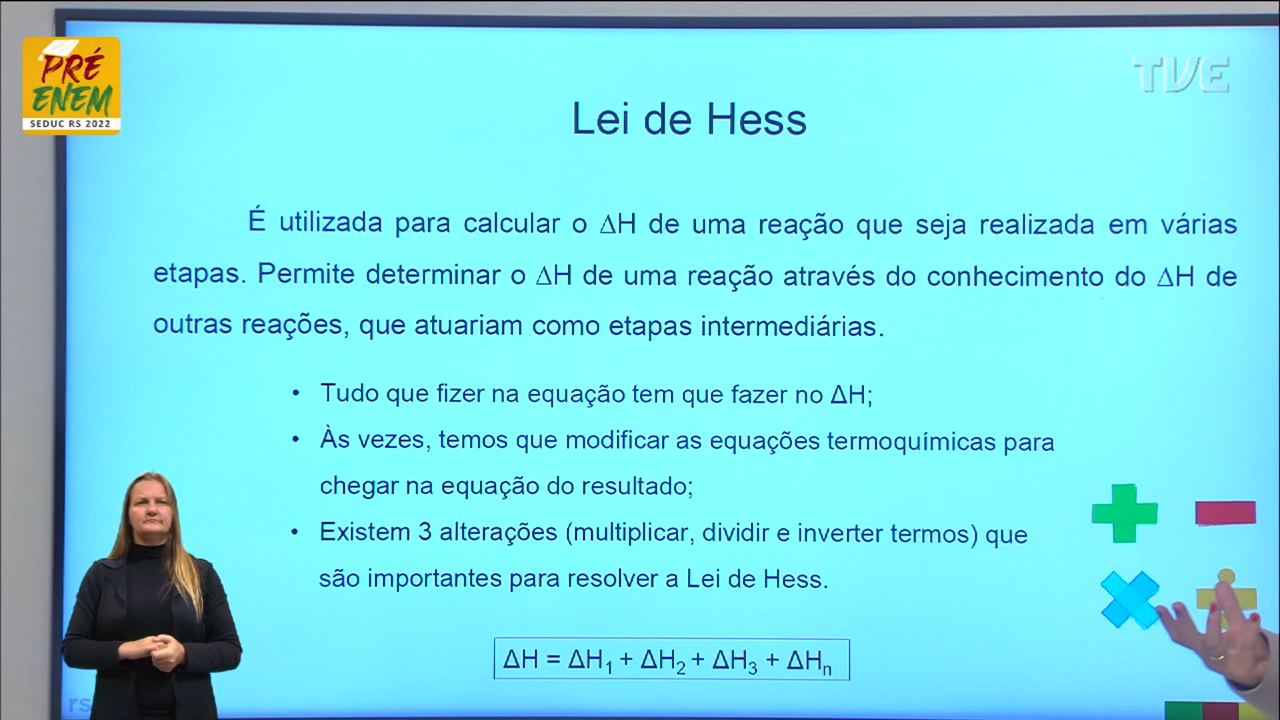 PRÉ
ENEM
SEDUC RS 2022
TVE
Lei de Hess
É utilizada para calcular o ∆H de uma reação que seja realizada em várias
etapas. Permite determinar o ∆H de uma reação através do conhecimento do ∆H de
outras reações, que atuariam como etapas intermediárias.
• Tudo que fizer na equação tem que fazer no ΔH;
• Às vezes, temos que modificar as equações termoquímicas para
chegar na equação do resultado;
• Existem 3 alterações (multiplicar, dividir e inverter termos) que
são importantes para resolver a Lei de Hess.
ΔH = ΔH₁ + ΔH₂ + ΔH₃ + ΔHₙ
rs